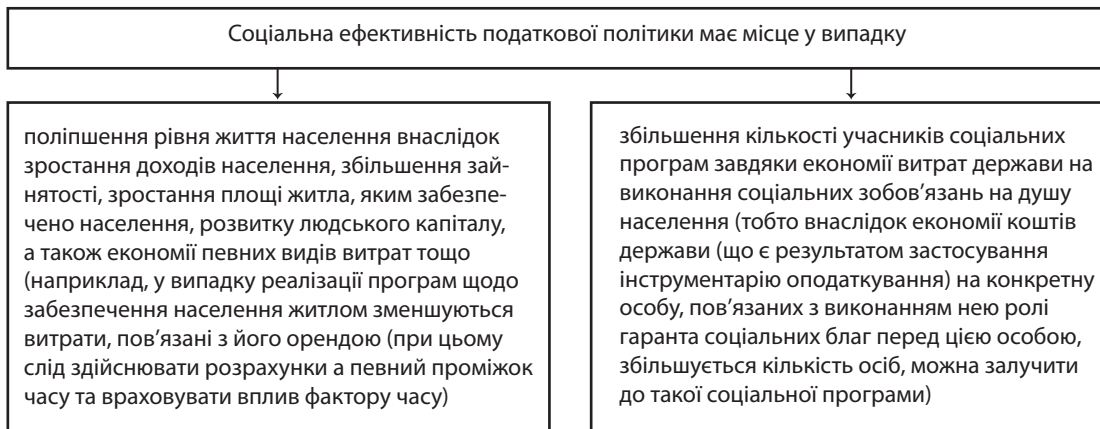 Соціальна ефективність податкової політики має місце у випадку
поліпшення рівня життя населення внаслідок
зростання доходів населення, збільшення зай-
нятості, зростання площі житла, яким забезпе-
чено населення, розвитку людського капіталу,
а також економії певних видів витрат тощо
(наприклад, у випадку реалізації програм щодо
забезпечення населення житлом зменшуються
витрати, пов’язані з його орендою (при цьому
слід здійснювати розрахунки а певний проміжок
часу та враховувати вплив фактору часу)
збільшення кількості учасників соціальних
програм завдяки економії витрат держави на
виконання соціальних зобов’язань на душу
населення (тобто внаслідок економії коштів
держави (що є результатом застосування
інструментарію оподаткування) на конкретну
особу, пов’язаних з виконанням нею ролі
гаранта соціальних благ перед цією особою,
збільшується кількість осіб, можна залучити
до такої соціальної програми)